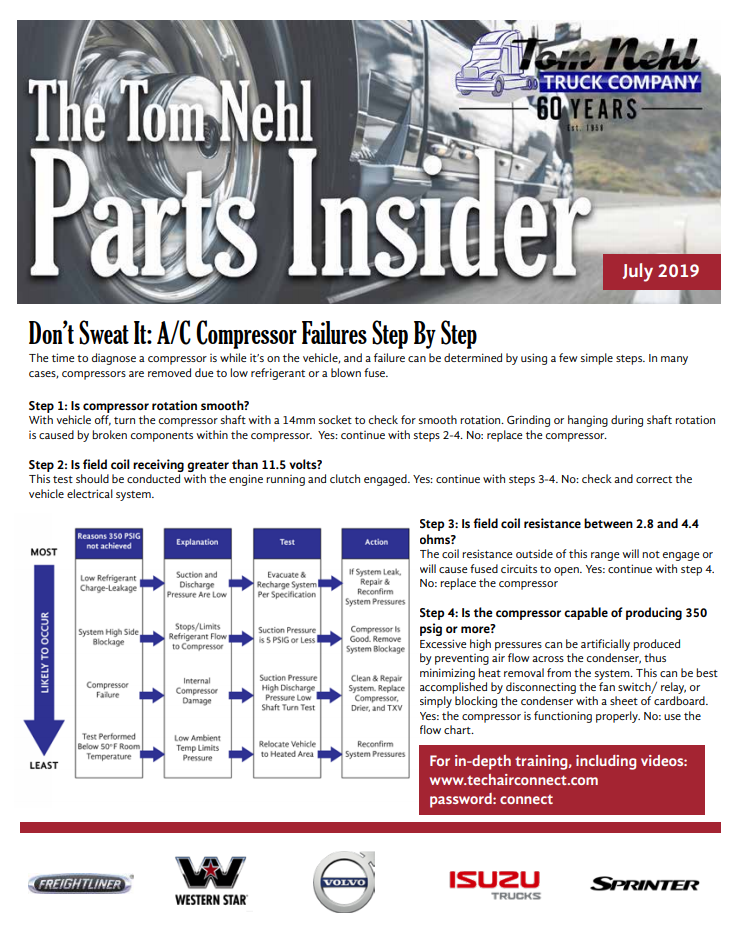 The Tom Nehl
Parts Insider
Tom Nehl
TRUCK COMPANY
60 YEARS
Est. 1959
July 2019
Don't Sweat It: A/C Compressor Failures Step By Step
The time to diagnose a compressor is while it's on the vehicle, and a failure can be determined by using a few simple steps. In many
cases, compressors are removed due to low refrigerant or a blown fuse.
Step 1: Is compressor rotation smooth?
With vehicle off, turn the compressor shaft with a 14mm socket to check for smooth rotation. Grinding or hanging during shaft rotation
is caused by broken components within the compressor. Yes: continue with steps 2-4. No: replace the compressor.
Step 2: Is field coil receiving greater than 11.5 volts?
This test should be conducted with the engine running and clutch engaged. Yes: continue with steps 3-4. No: check and correct the
vehicle electrical system.
MOST
LIKELY TO OCCUR
LEAST
Reasons 350 PSIG
not achieved
Explanation
Test
Action
Low Refrigerant
Charge-Leakage
Suction and
Discharge
Pressure Are Low
Evacuate &
Recharge System
Per Specification
If System Leak,
Repair &
Reconfirm
System Pressures
System High Side
Blockage
Stops/Limits
Refrigerant Flow
to Compressor
Suction Pressure
is 5 PSIG or Less
Compressor Is
Good, Remove
System Blockage
Compressor
Failure
Internal
Compressor
Damage
Suction Pressure
High Discharge
Pressure Low
Shaft Turn Test
Clean & Repair
System. Replace
Compressor,
Drier, and TXV
Test Performed
Below 50°F Room
Temperature
Low Ambient
Temp Limits
Pressure
Relocate Vehicle
to Heated Area
Reconfirm
System Pressures
Step 3: Is field coil resistance between 2.8 and 4.4
ohms?
The coil resistance outside of this range will not engage or
will cause fused circuits to open. Yes: continue with step 4.
No: replace the compressor
Step 4: Is the compressor capable of producing 350
psig or more?
Excessive high pressures can be artificially produced
by preventing air flow across the condenser, thus
minimizing heat removal from the system. This can be best
accomplished by disconnecting the fan switch/ relay, or
simply blocking the condenser with a sheet of cardboard.
Yes: the compressor is functioning properly. No: use the
flow chart.
For in-depth training, including videos:
www.techairconnect.com
password: connect
FREIGHTLINER
WESTERN STAR
VOLVO
ISUZU
TRUCKS
SPRINTER